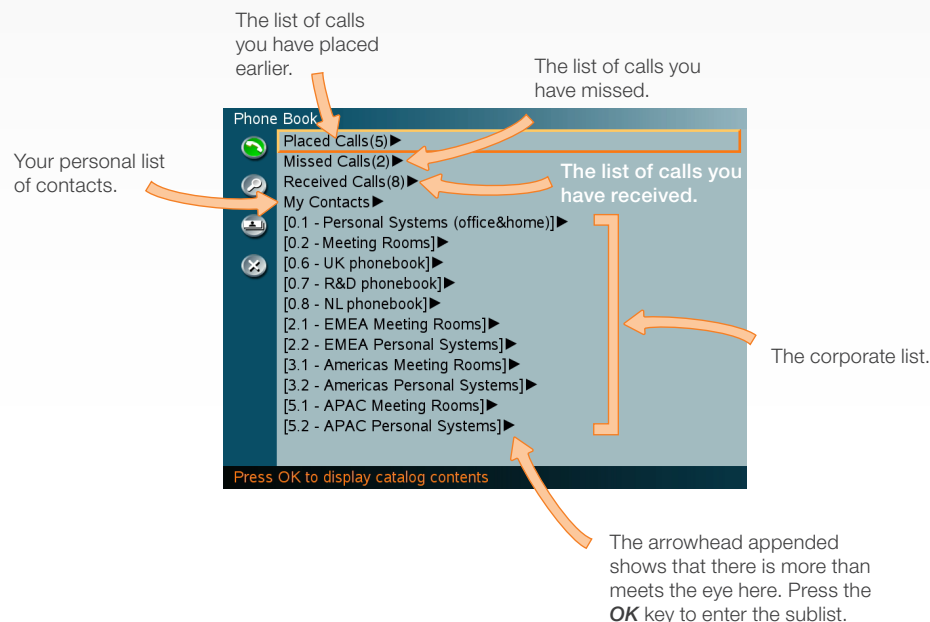 The list of calls
you have placed
earlier.
The list of calls you
have missed.
Your personal list
of contacts.
Phone Book
Placed Calls(5)▶
Missed Calls(2)▶
Received Calls(8)▶
My Contacts▶
[0.1 - Personal Systems (office&home)]▶
[0.2 - Meeting Rooms]▶
[0.6 - UK phonebook]▶
[0.7 - R&D phonebook]▶
[0.8 - NL phonebook]▶
[2.1 - EMEA Meeting Rooms]▶
[2.2 - EMEA Personal Systems]▶
[3.1 - Americas Meeting Rooms]▶
[3.2 - Americas Personal Systems]▶
[5.1 - APAC Meeting Rooms]▶
[5.2 - APAC Personal Systems]▶
The list of calls you
have received.
The corporate list.
Press OK to display catalog contents
The arrowhead appended
shows that there is more than
meets the eye here. Press the
OK key to enter the sublist.